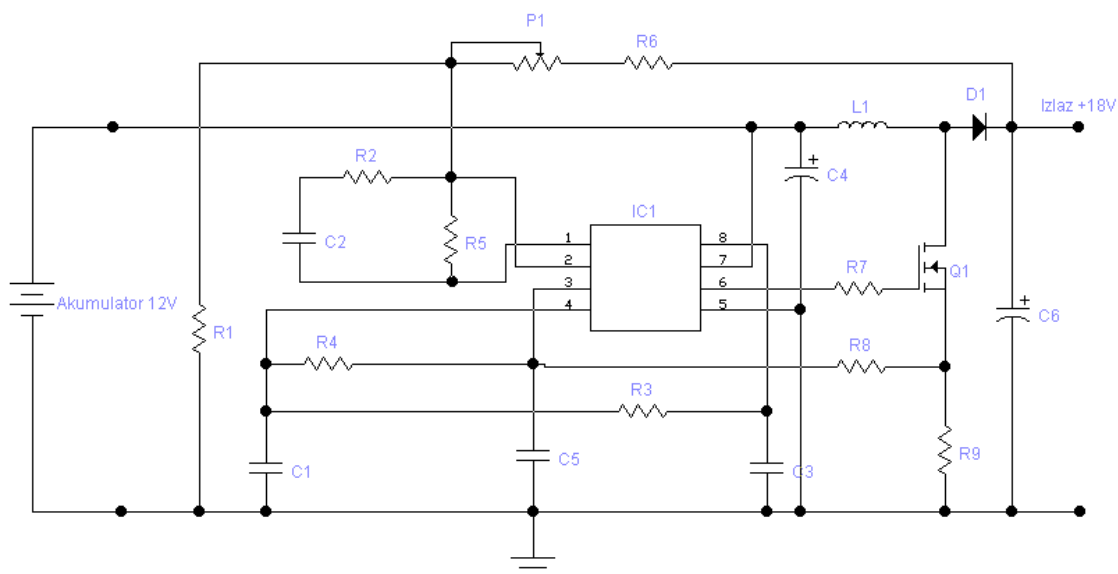 P1
R6
L1
D1
Izlaz +18V
R2
C4
IC1
C2
R5
1
2
3
4
8
7
6
5
R7
Q1
Akumulator 12V
R1
C6
R4
R8
R3
C1
C5
C3
R9